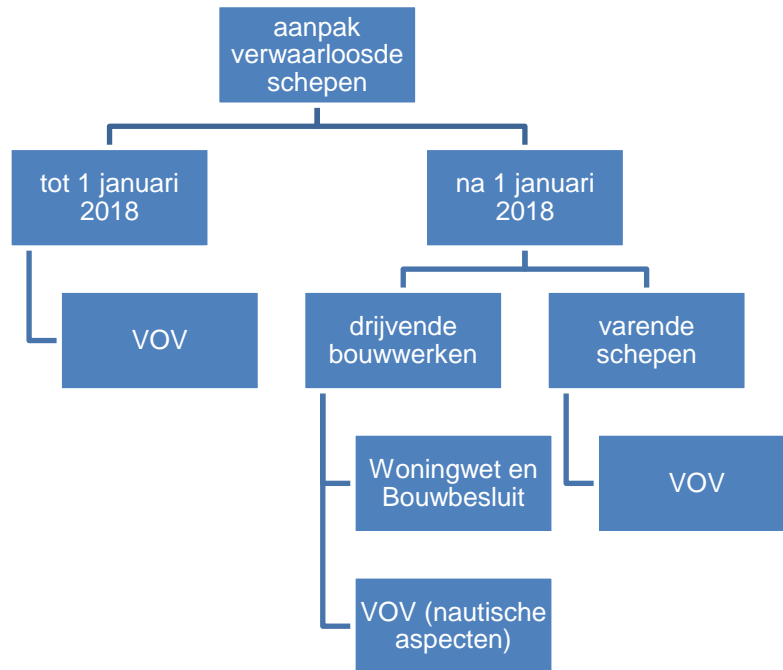 aanpak
verwaarloosde
schepen
tot 1 januari
2018
na 1 januari
2018
VOV
drijvende
bouwwerken
varende
schepen
Woningwet en
Bouwbesluit
VOV
VOV (nautische
aspecten)